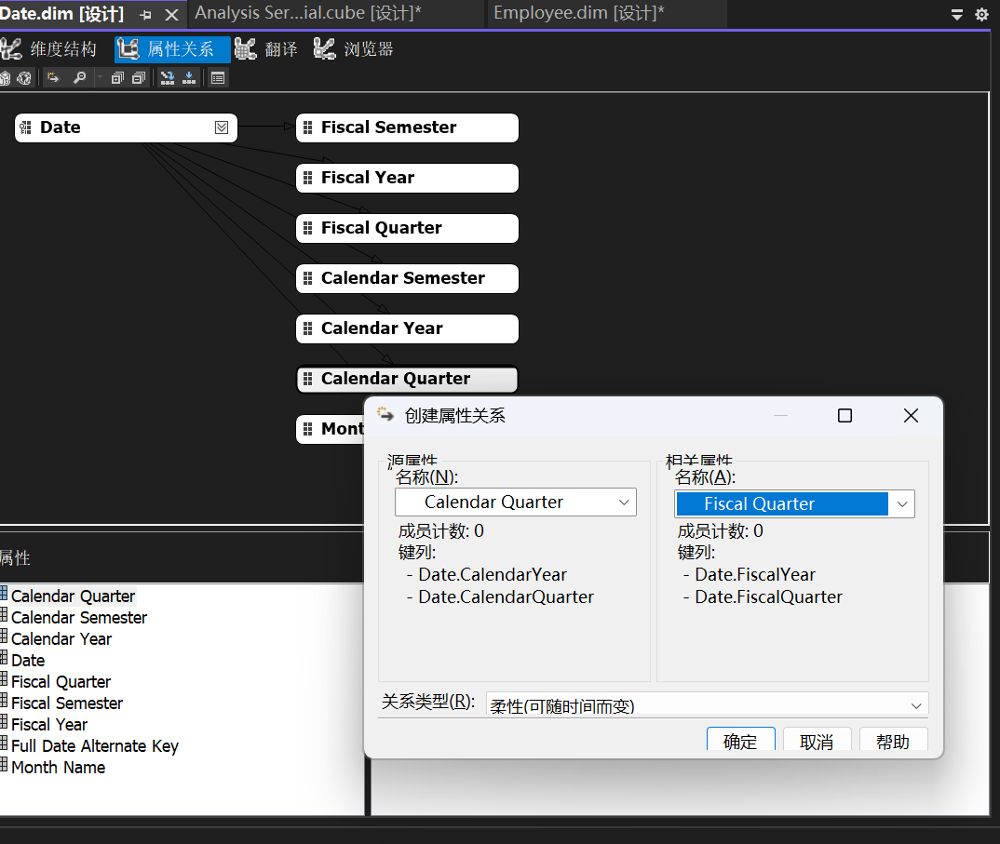 Date.dim [设计]
Analysis Ser...ial.cube [设计]*
Employee.dim [设计]*
维度结构
属性关系
翻译
浏览器
Date
Fiscal Semester
Fiscal Year
Fiscal Quarter
Calendar Semester
Calendar Year
Calendar Quarter
Mont
创建属性关系
源属性
名称(N):
Calendar Quarter
成员计数: 0
键列:
- Date.CalendarYear
- Date.CalendarQuarter
相关属性
名称(A):
Fiscal Quarter
成员计数: 0
键列:
- Date.FiscalYear
- Date.FiscalQuarter
关系类型(R):
柔性(可随时间而变)
确定
取消
帮助
属性
Calendar Quarter
Calendar Semester
Calendar Year
Date
Fiscal Quarter
Fiscal Semester
Fiscal Year
Full Date Alternate Key
Month Name